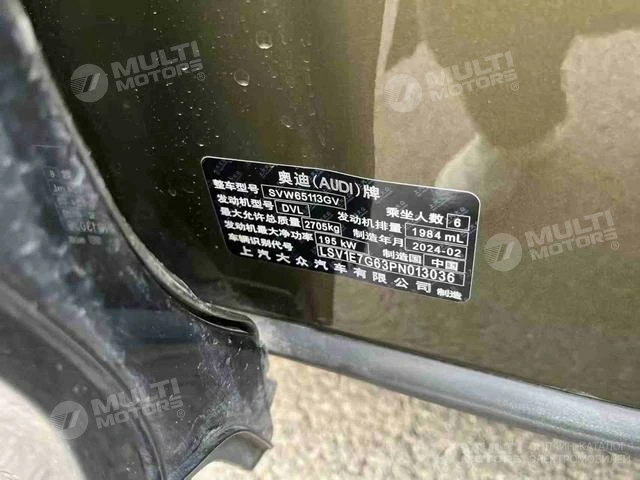 MULTI MOTORS
MULTI MOTORS
奥迪(AUDI)牌
整车型号 SVW65113GV 乘坐人数 6
发动机型号 DVL 发动机排量 1984 mL
最大允许总质量 2705kg 制造年月 2024-02
发动机最大净功率 195 kW 制造国 中国
车辆识别代号 LSV1E7G63PN013036
上汽大众汽车有限公司 制造
MULTI MOTORS
MULTI MOTORS